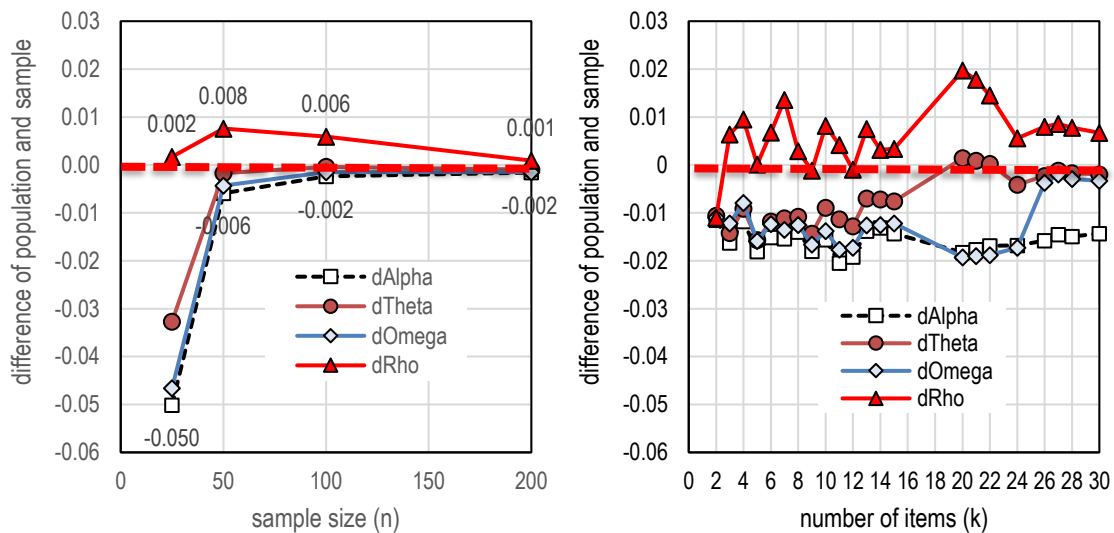 difference of population and sample
0.03
0.02
0.01
0.00
-0.01
-0.02
-0.03
-0.04
-0.05
-0.06
0.002
0.008
0.006
0.001
-0.006
-0.002
-0.002
-0.050
dAlpha
dTheta
dOmega
dRho
0 50 100 150 200
sample size (n)
difference of population and sample
0.03
0.02
0.01
0
-0.01
-0.02
-0.03
-0.04
-0.05
-0.06
dAlpha
dTheta
dOmega
dRho
0 2 4 6 8 10 12 14 16 18 20 22 24 26 28 30
number of items (k)